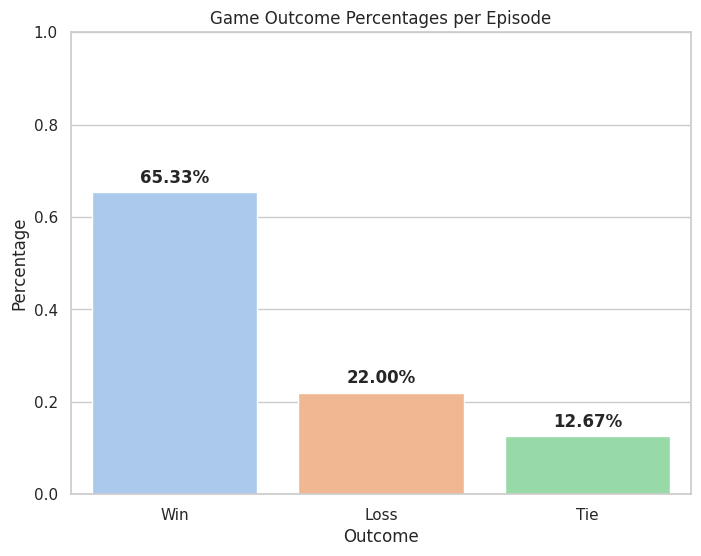 Game Outcome Percentages per Episode
1.0
0.8
0.6
0.4
0.2
0.0
Percentage
65.33%
22.00%
12.67%
Win Loss Tie
Outcome